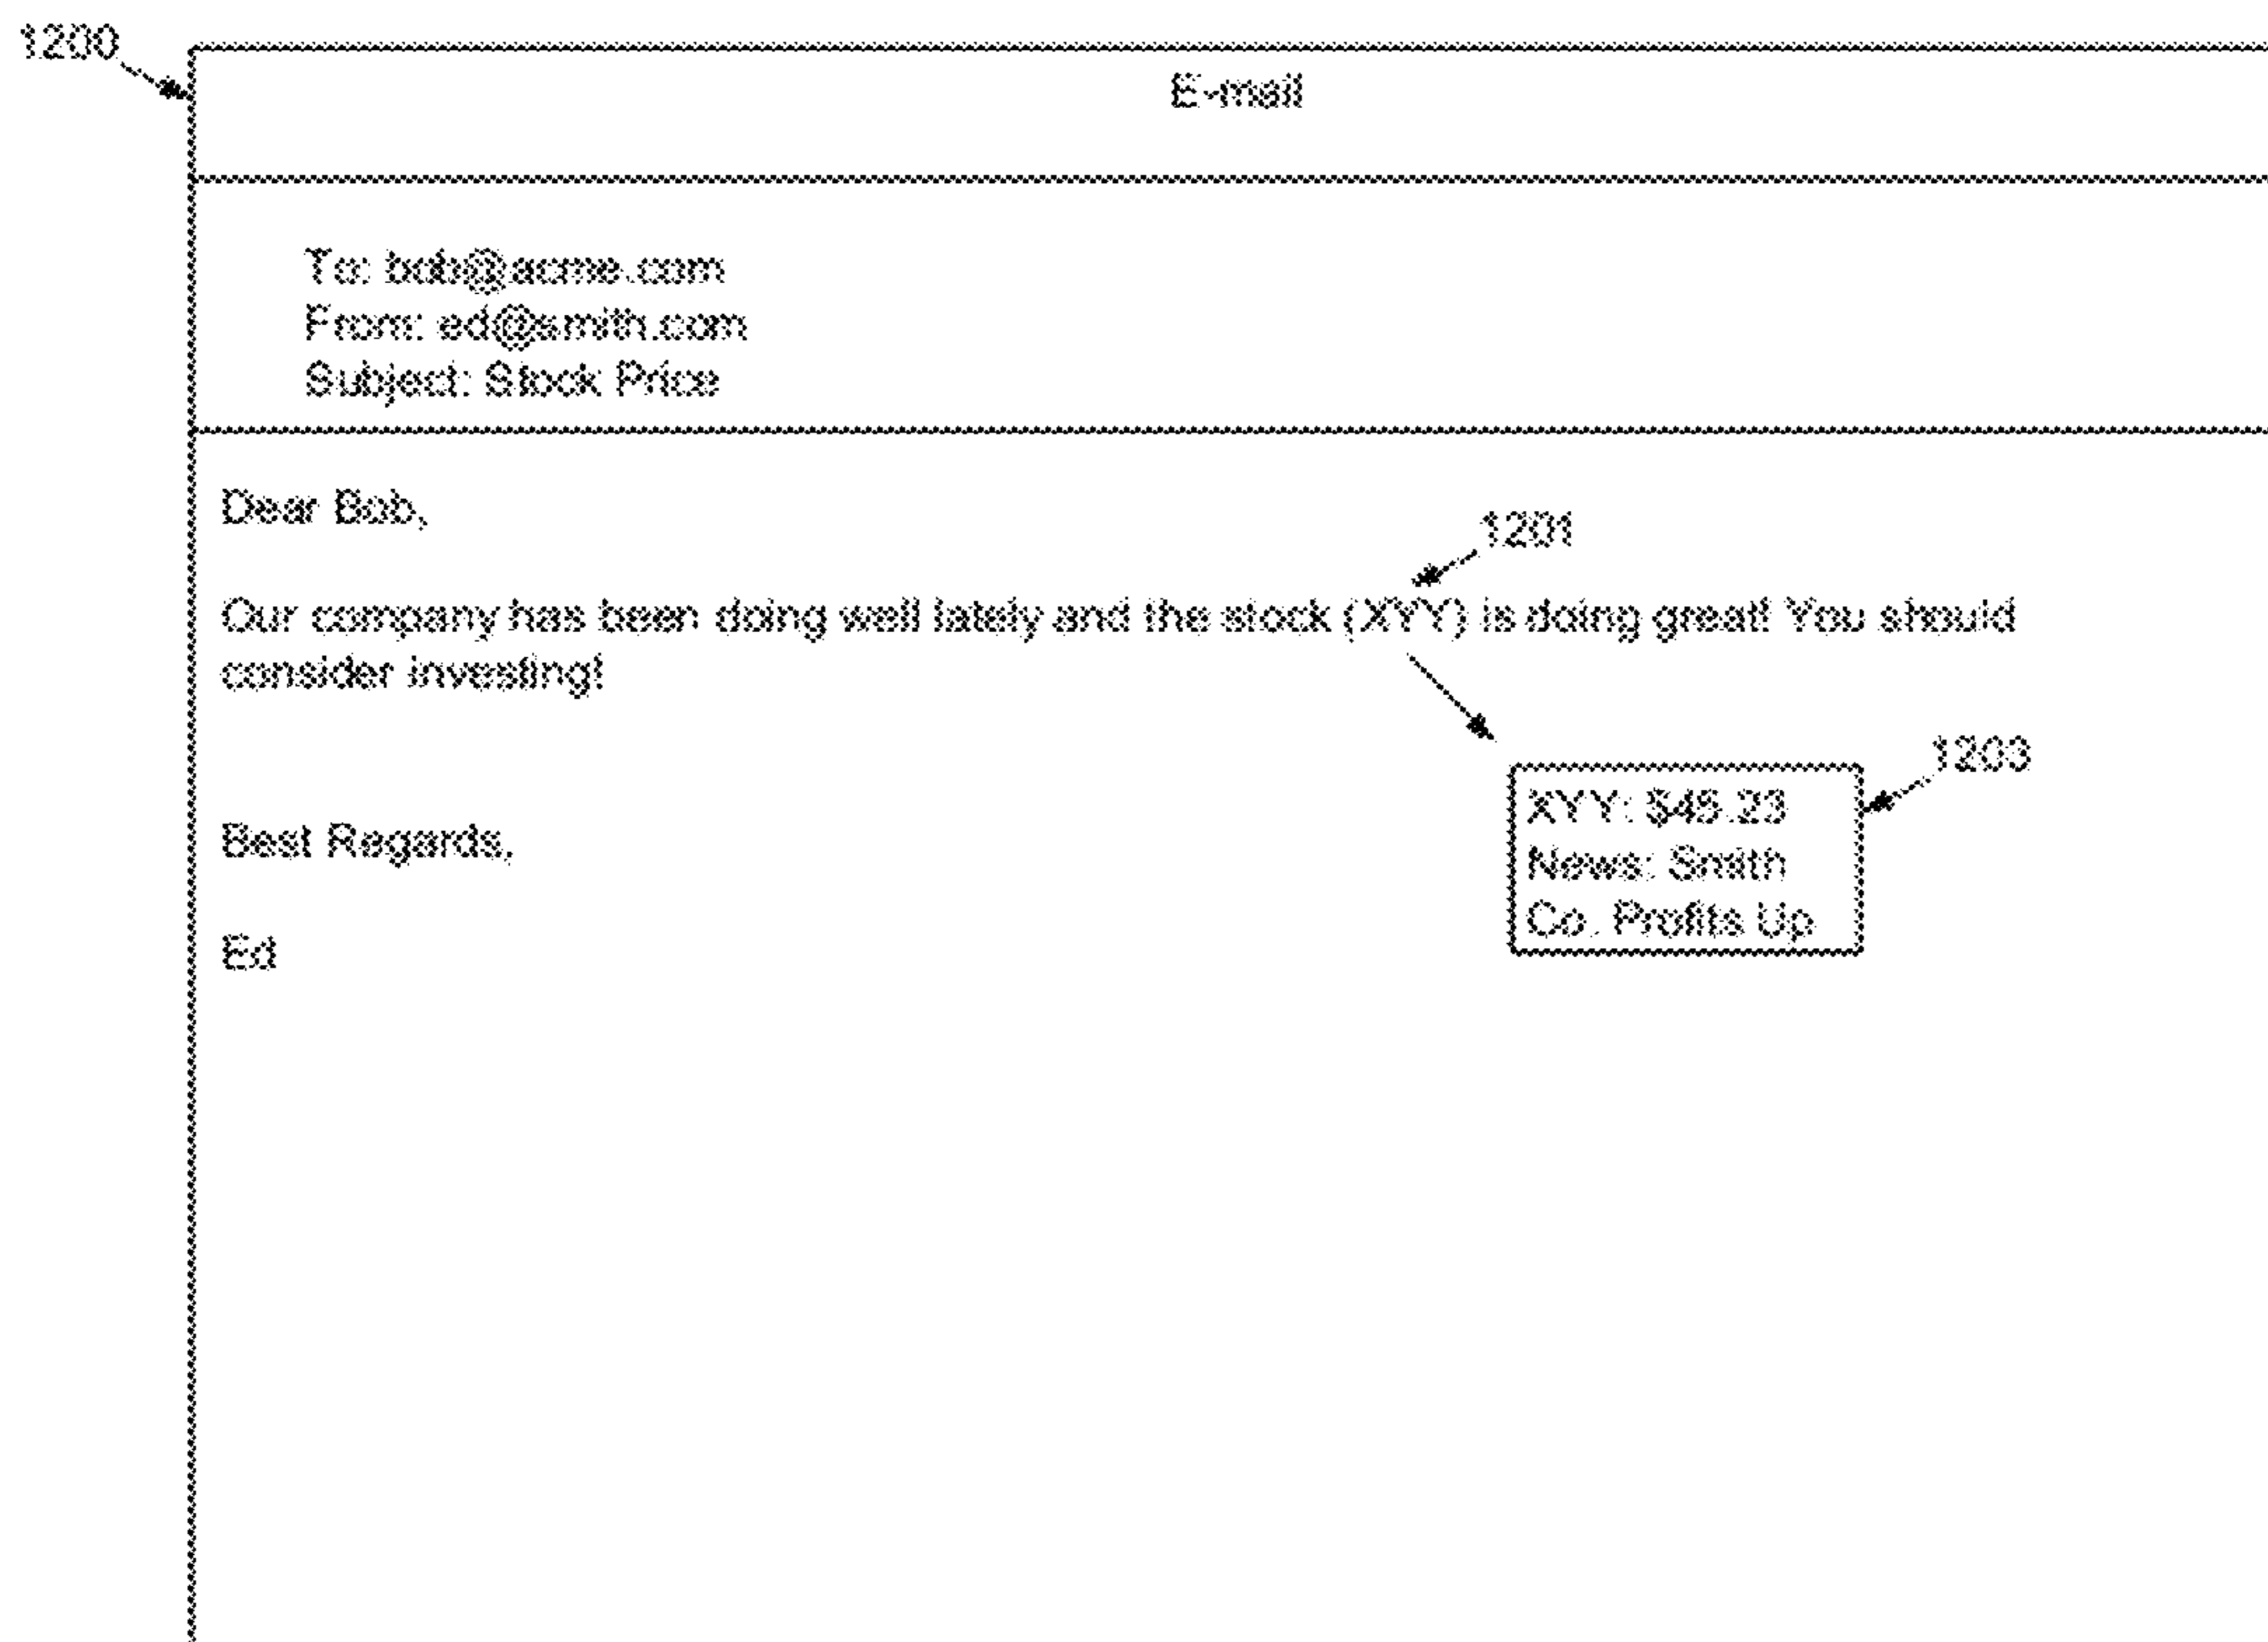 1200
E-mail
To: bob@acme.com
From: ed@smith.com
Subject: Stock Price
Dear Bob,
1201
Our company has been doing well lately and the stock (XYY) is doing great! You should
consider investing!
1203
XYY: $45.23
News: Smith
Co. Profits Up
Best Regards,
Ed